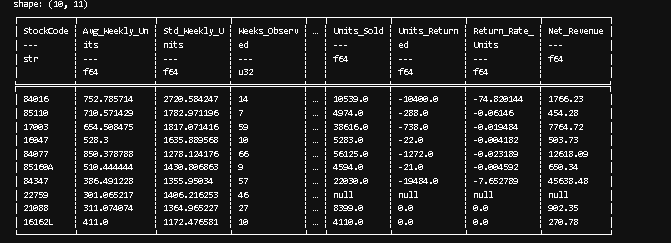 shape: (10, 11)
StockCode Avg_Weekly_Un Std_Weekly_U Weeks_Observ … Units_Sold Units_Return Return_Rate_ Net_Revenue
--- its nits ed --- ed Units ---
str --- --- --- f64 --- --- f64
f64 f64 u32 f64 f64
84016 752.785714 2720.584247 14 … 10539.0 -10400.0 -74.820144 1766.23
85110 710.571429 1782.971196 7 … 4974.0 -288.0 -0.06146 454.28
17003 654.508475 1817.071416 59 … 38616.0 -738.0 -0.019484 7764.72
16047 528.3 1635.889568 10 … 5283.0 -22.0 -0.004182 503.73
84077 850.378788 1278.124176 66 … 56125.0 -1272.0 -0.023189 12618.09
85160A 510.444444 1430.806863 9 … 4594.0 -21.0 -0.004592 650.34
84347 386.491228 1355.95034 57 … 22030.0 -19484.0 -7.652789 45638.48
22759 301.065217 1406.216253 46 … null null null null
21088 311.074074 1364.965227 27 … 8399.0 0.0 0.0 902.35
16162L 411.0 1172.476581 10 … 4110.0 0.0 0.0 270.78